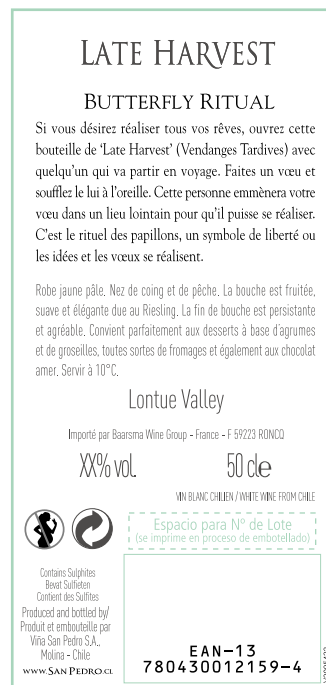 LATE HARVEST
BUTTERFLY RITUAL
Si vous désirez réaliser tous vos rêves, ouvrez cette
bouteille de ‘Late Harvest’ (Vendanges Tardives) avec
quelqu’un qui va partir en voyage. Faites un vœu et
soufflez le lui à l’oreille. Cette personne emmènera votre
vœu dans un lieu lointain pour qu’il puisse se réaliser.
C’est le rituel des papillons, un symbole de liberté ou
les idées et les vœux se réalisent.
Robe jaune pâle. Nez de coing et de pêche. La bouche est fruitée,
suave et élégante due au Riesling. La fin de bouche est persistante
et agréable. Convient parfaitement aux desserts à base d’agrumes
et de groseilles, toutes sortes de fromages et également aux chocolat
amer. Servir à 10°C.
Lontue Valley
Importé par Baarsma Wine Group - France - F 59223 RONCQ
XX% vol. 50 cle
VIN BLANC CHILIEN / WHITE WINE FROM CHILE
Espacio para Nº de Lote
(se imprime en proceso de embotellado)
Contains Sulphites
Bevat Sulfieten
Contient des Sulfites
Produced and bottled by/
Produit et embouteille par
Viña San Pedro S.A.,
Molina - Chile
WWW.SAN PEDRO.CL
EAN-13
780430012159-4